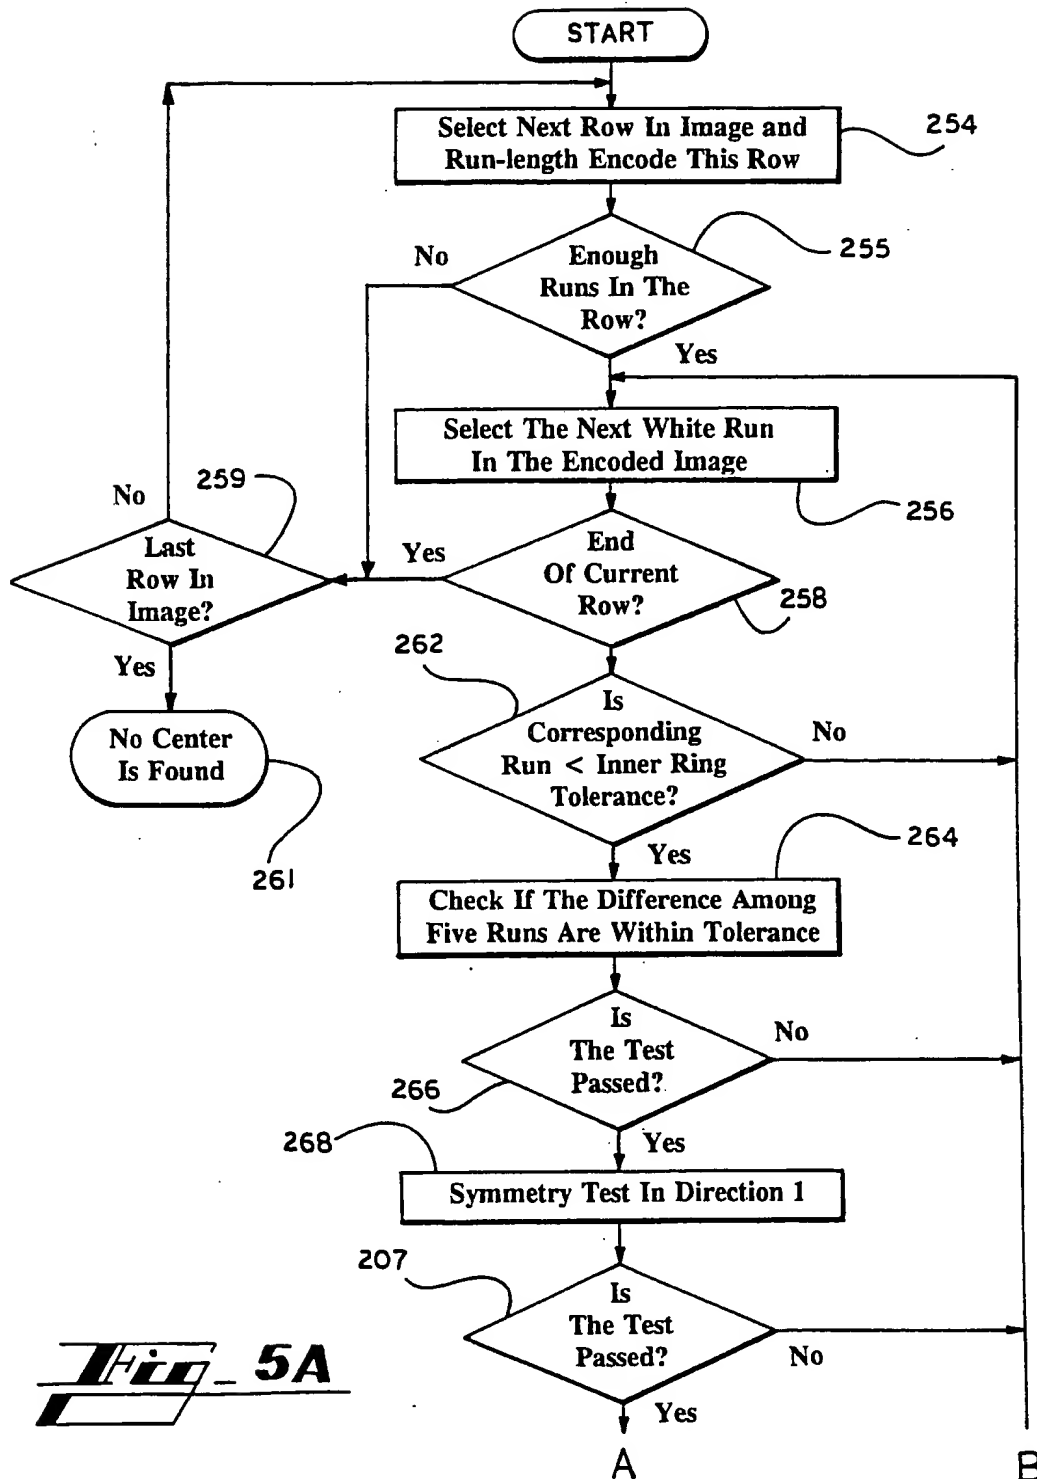 START
Select Next Row In Image and
Run-length Encode This Row
254
Enough
Runs In The
Row?
255
No
Yes
Select The Next White Run
In The Encoded Image
256
End
Of Current
Row?
258
Yes
Last
Row In
Image?
259
No
Yes
No Center
Is Found
261
Is
Corresponding
Run < Inner Ring
Tolerance?
262
No
Yes
Check If The Difference Among
Five Runs Are Within Tolerance
264
Is
The Test
Passed?
266
No
Yes
Symmetry Test In Direction 1
268
Is
The Test
Passed?
207
No
Yes
A
B
Fig_ 5A